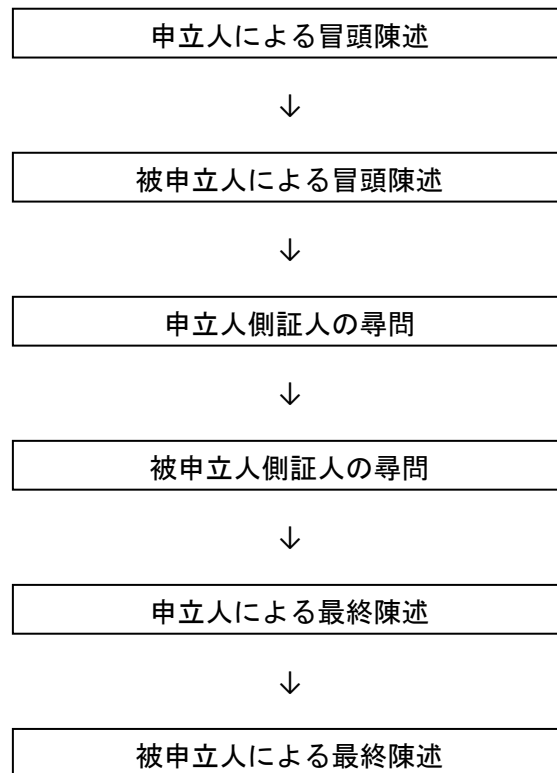 申立人による冒頭陳述
↓
被申立人による冒頭陳述
↓
申立人側証人の尋問
↓
被申立人側証人の尋問
↓
申立人による最終陳述
↓
被申立人による最終陳述